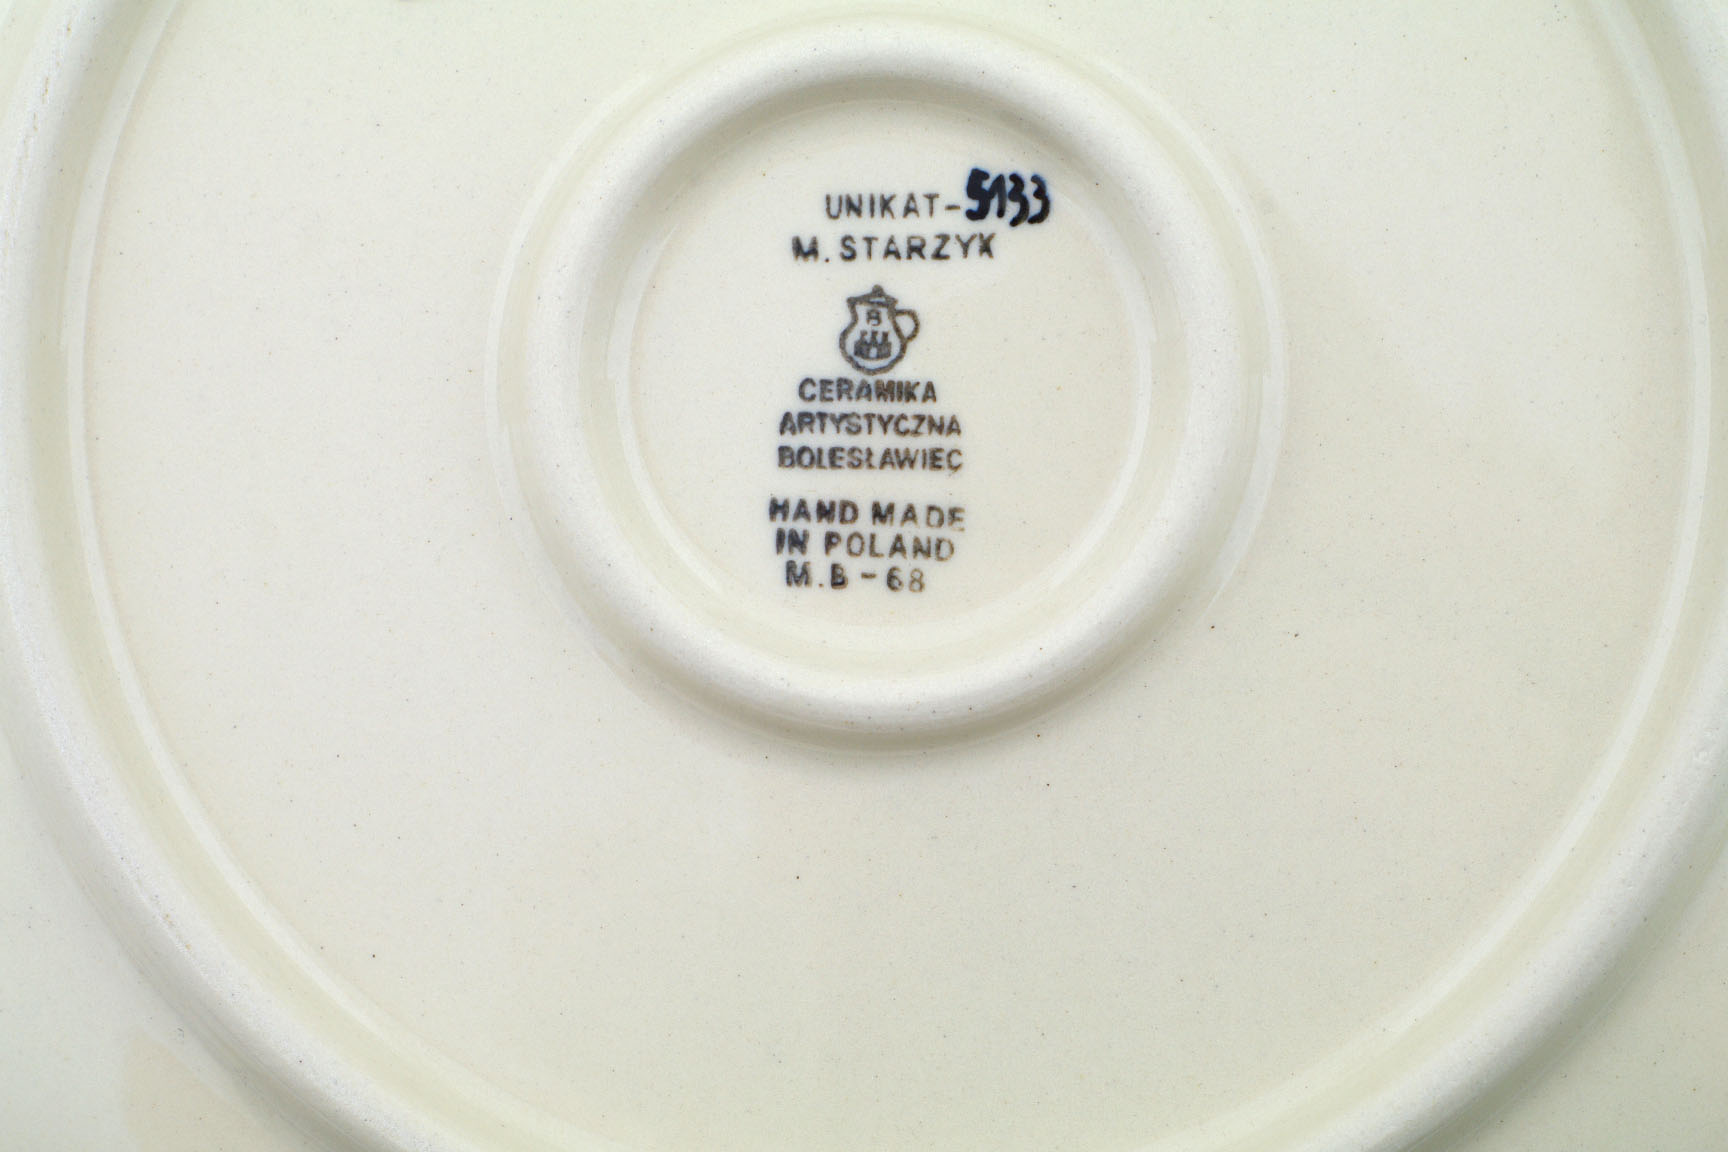 UNIKAT-5133
M. STARZYK
B
CERAMIKA
ARTYSTYCZNA
BOLESŁAWIEC
HAND MADE
IN POLAND
M.B - 68